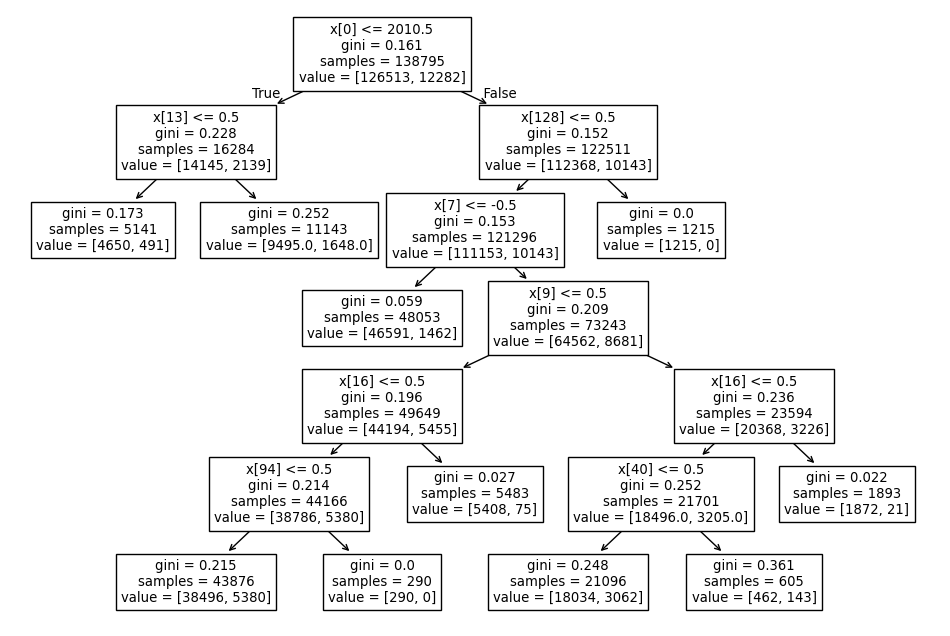 x[0] <= 2010.5
gini = 0.161
samples = 138795
value = [126513, 12282]
True
False
x[13] <= 0.5
gini = 0.228
samples = 16284
value = [14145, 2139]
x[128] <= 0.5
gini = 0.152
samples = 122511
value = [112368, 10143]
gini = 0.173
samples = 5141
value = [4650, 491]
gini = 0.252
samples = 11143
value = [9495.0, 1648.0]
x[7] <= -0.5
gini = 0.153
samples = 121296
value = [111153, 10143]
gini = 0.0
samples = 1215
value = [1215, 0]
gini = 0.059
samples = 48053
value = [46591, 1462]
x[9] <= 0.5
gini = 0.209
samples = 73243
value = [64562, 8681]
x[16] <= 0.5
gini = 0.196
samples = 49649
value = [44194, 5455]
x[16] <= 0.5
gini = 0.236
samples = 23594
value = [20368, 3226]
x[94] <= 0.5
gini = 0.214
samples = 44166
value = [38786, 5380]
gini = 0.027
samples = 5483
value = [5408, 75]
x[40] <= 0.5
gini = 0.252
samples = 21701
value = [18496.0, 3205.0]
gini = 0.022
samples = 1893
value = [1872, 21]
gini = 0.215
samples = 43876
value = [38496, 5380]
gini = 0.0
samples = 290
value = [290, 0]
gini = 0.248
samples = 21096
value = [18034, 3062]
gini = 0.361
samples = 605
value = [462, 143]